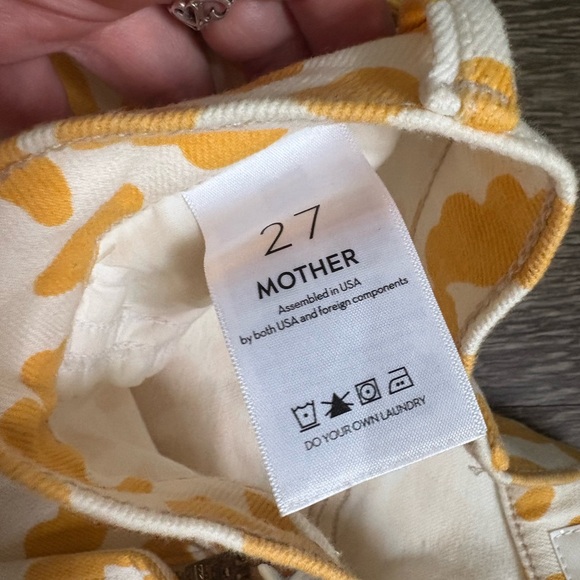 27
MOTHER
Assembled in USA
by both USA and foreign components
DO YOUR OWN LAUNDRY